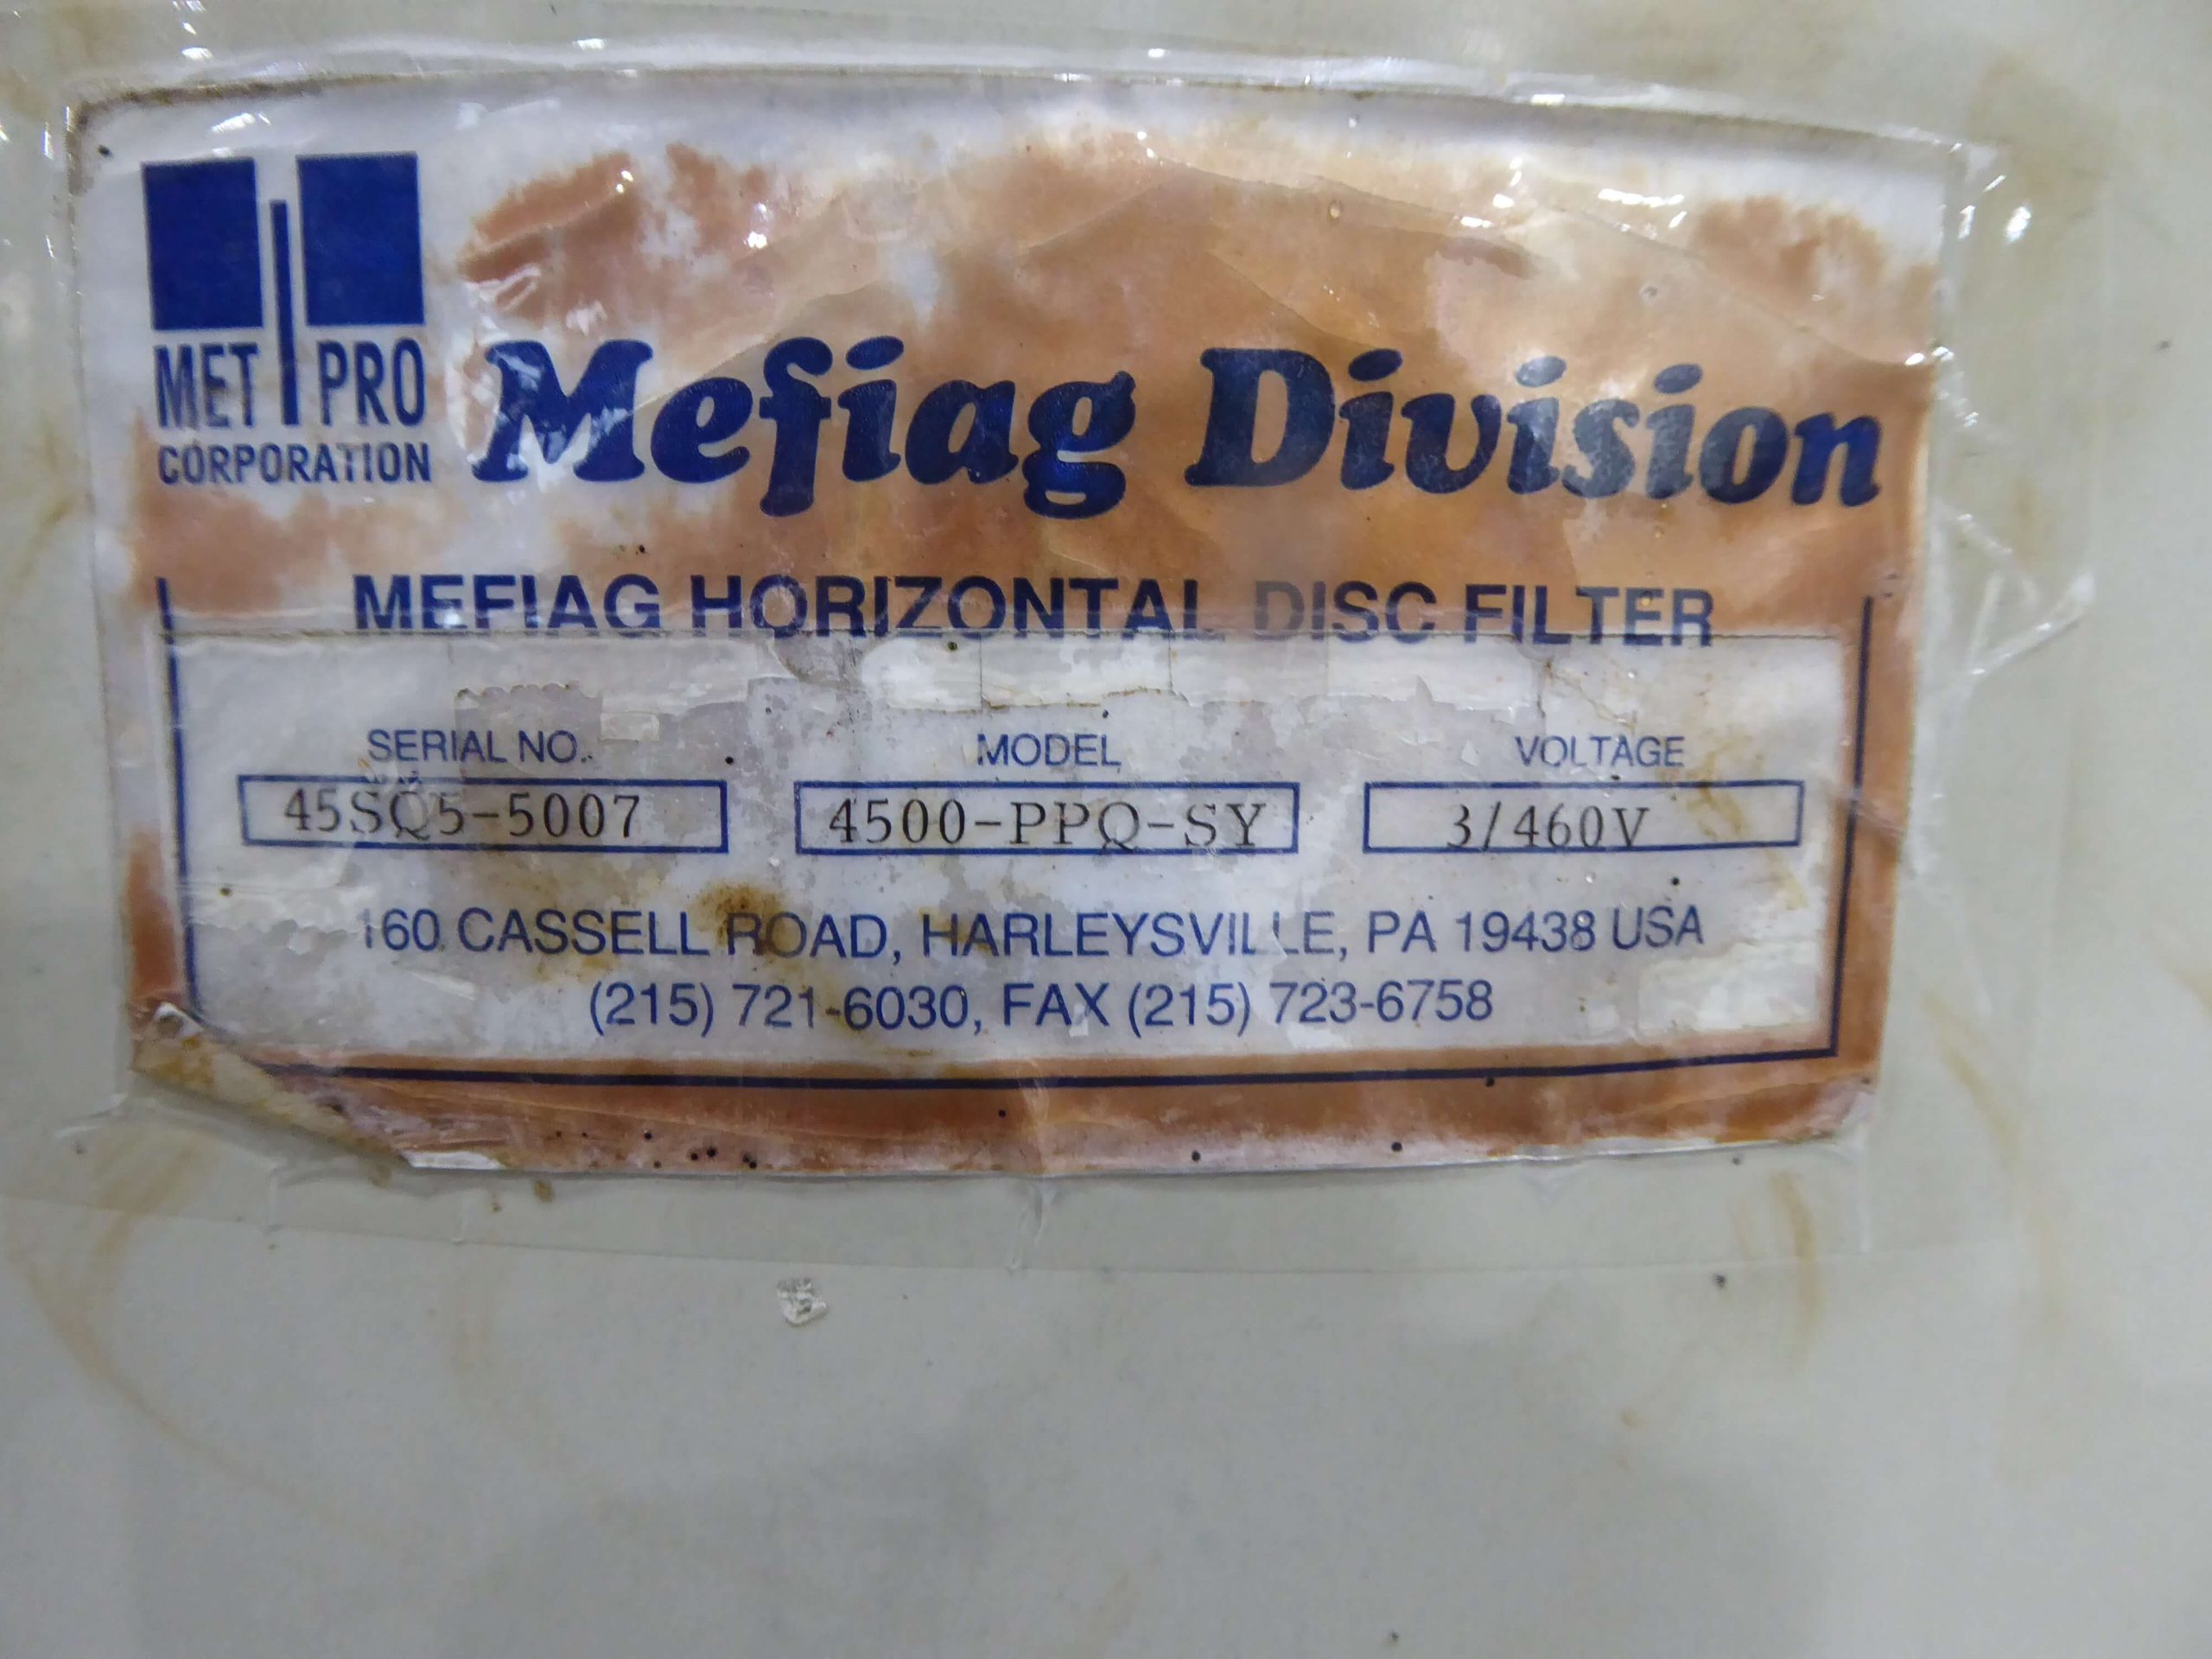 MET PRO
CORPORATION
Mefiag Division
MEFIAG HORIZONTAL DISC FILTER
SERIAL NO. MODEL VOLTAGE
45SQ5-5007 4500-PPQ-SY 3/460V
160 CASSELL ROAD, HARLEYSVILLE, PA 19438 USA
(215) 721-6030, FAX (215) 723-6758